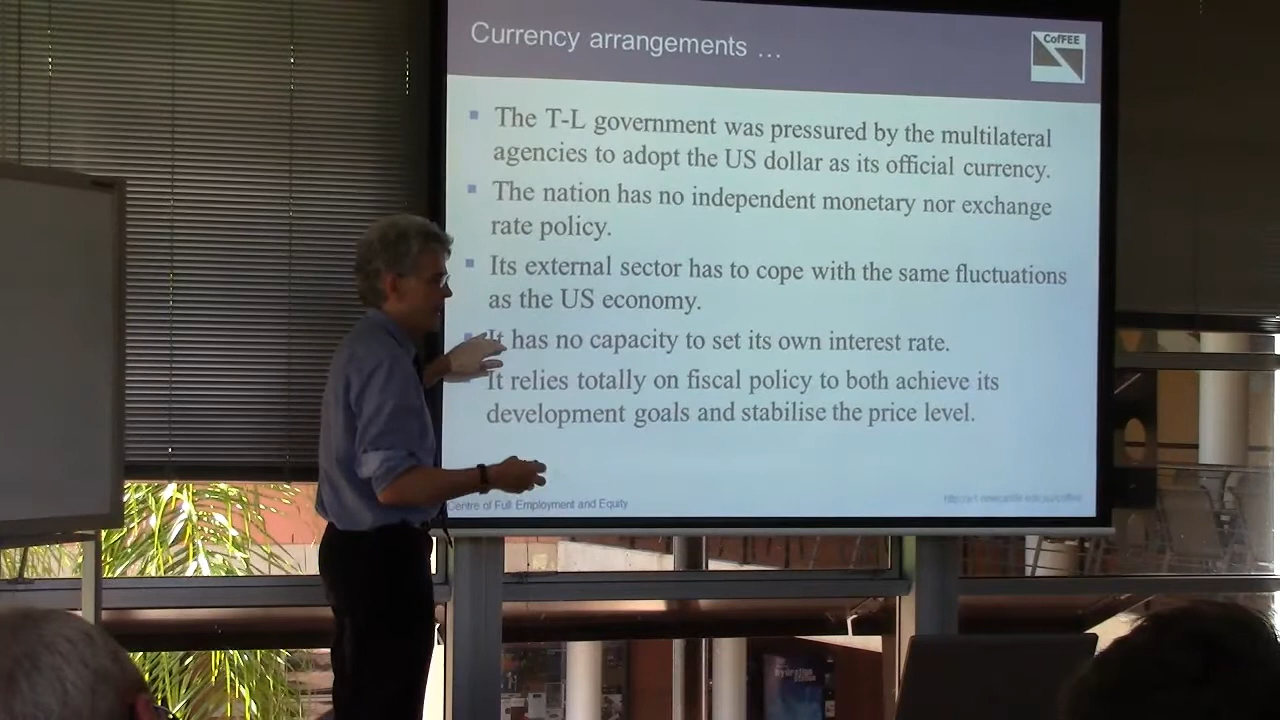 Currency arrangements ...
CofFEE
The T-L government was pressured by the multilateral
agencies to adopt the US dollar as its official currency.
The nation has no independent monetary nor exchange
rate policy.
Its external sector has to cope with the same fluctuations
as the US economy.
It has no capacity to set its own interest rate.
It relies totally on fiscal policy to both achieve its
development goals and stabilise the price level.
Centre of Full Employment and Equity